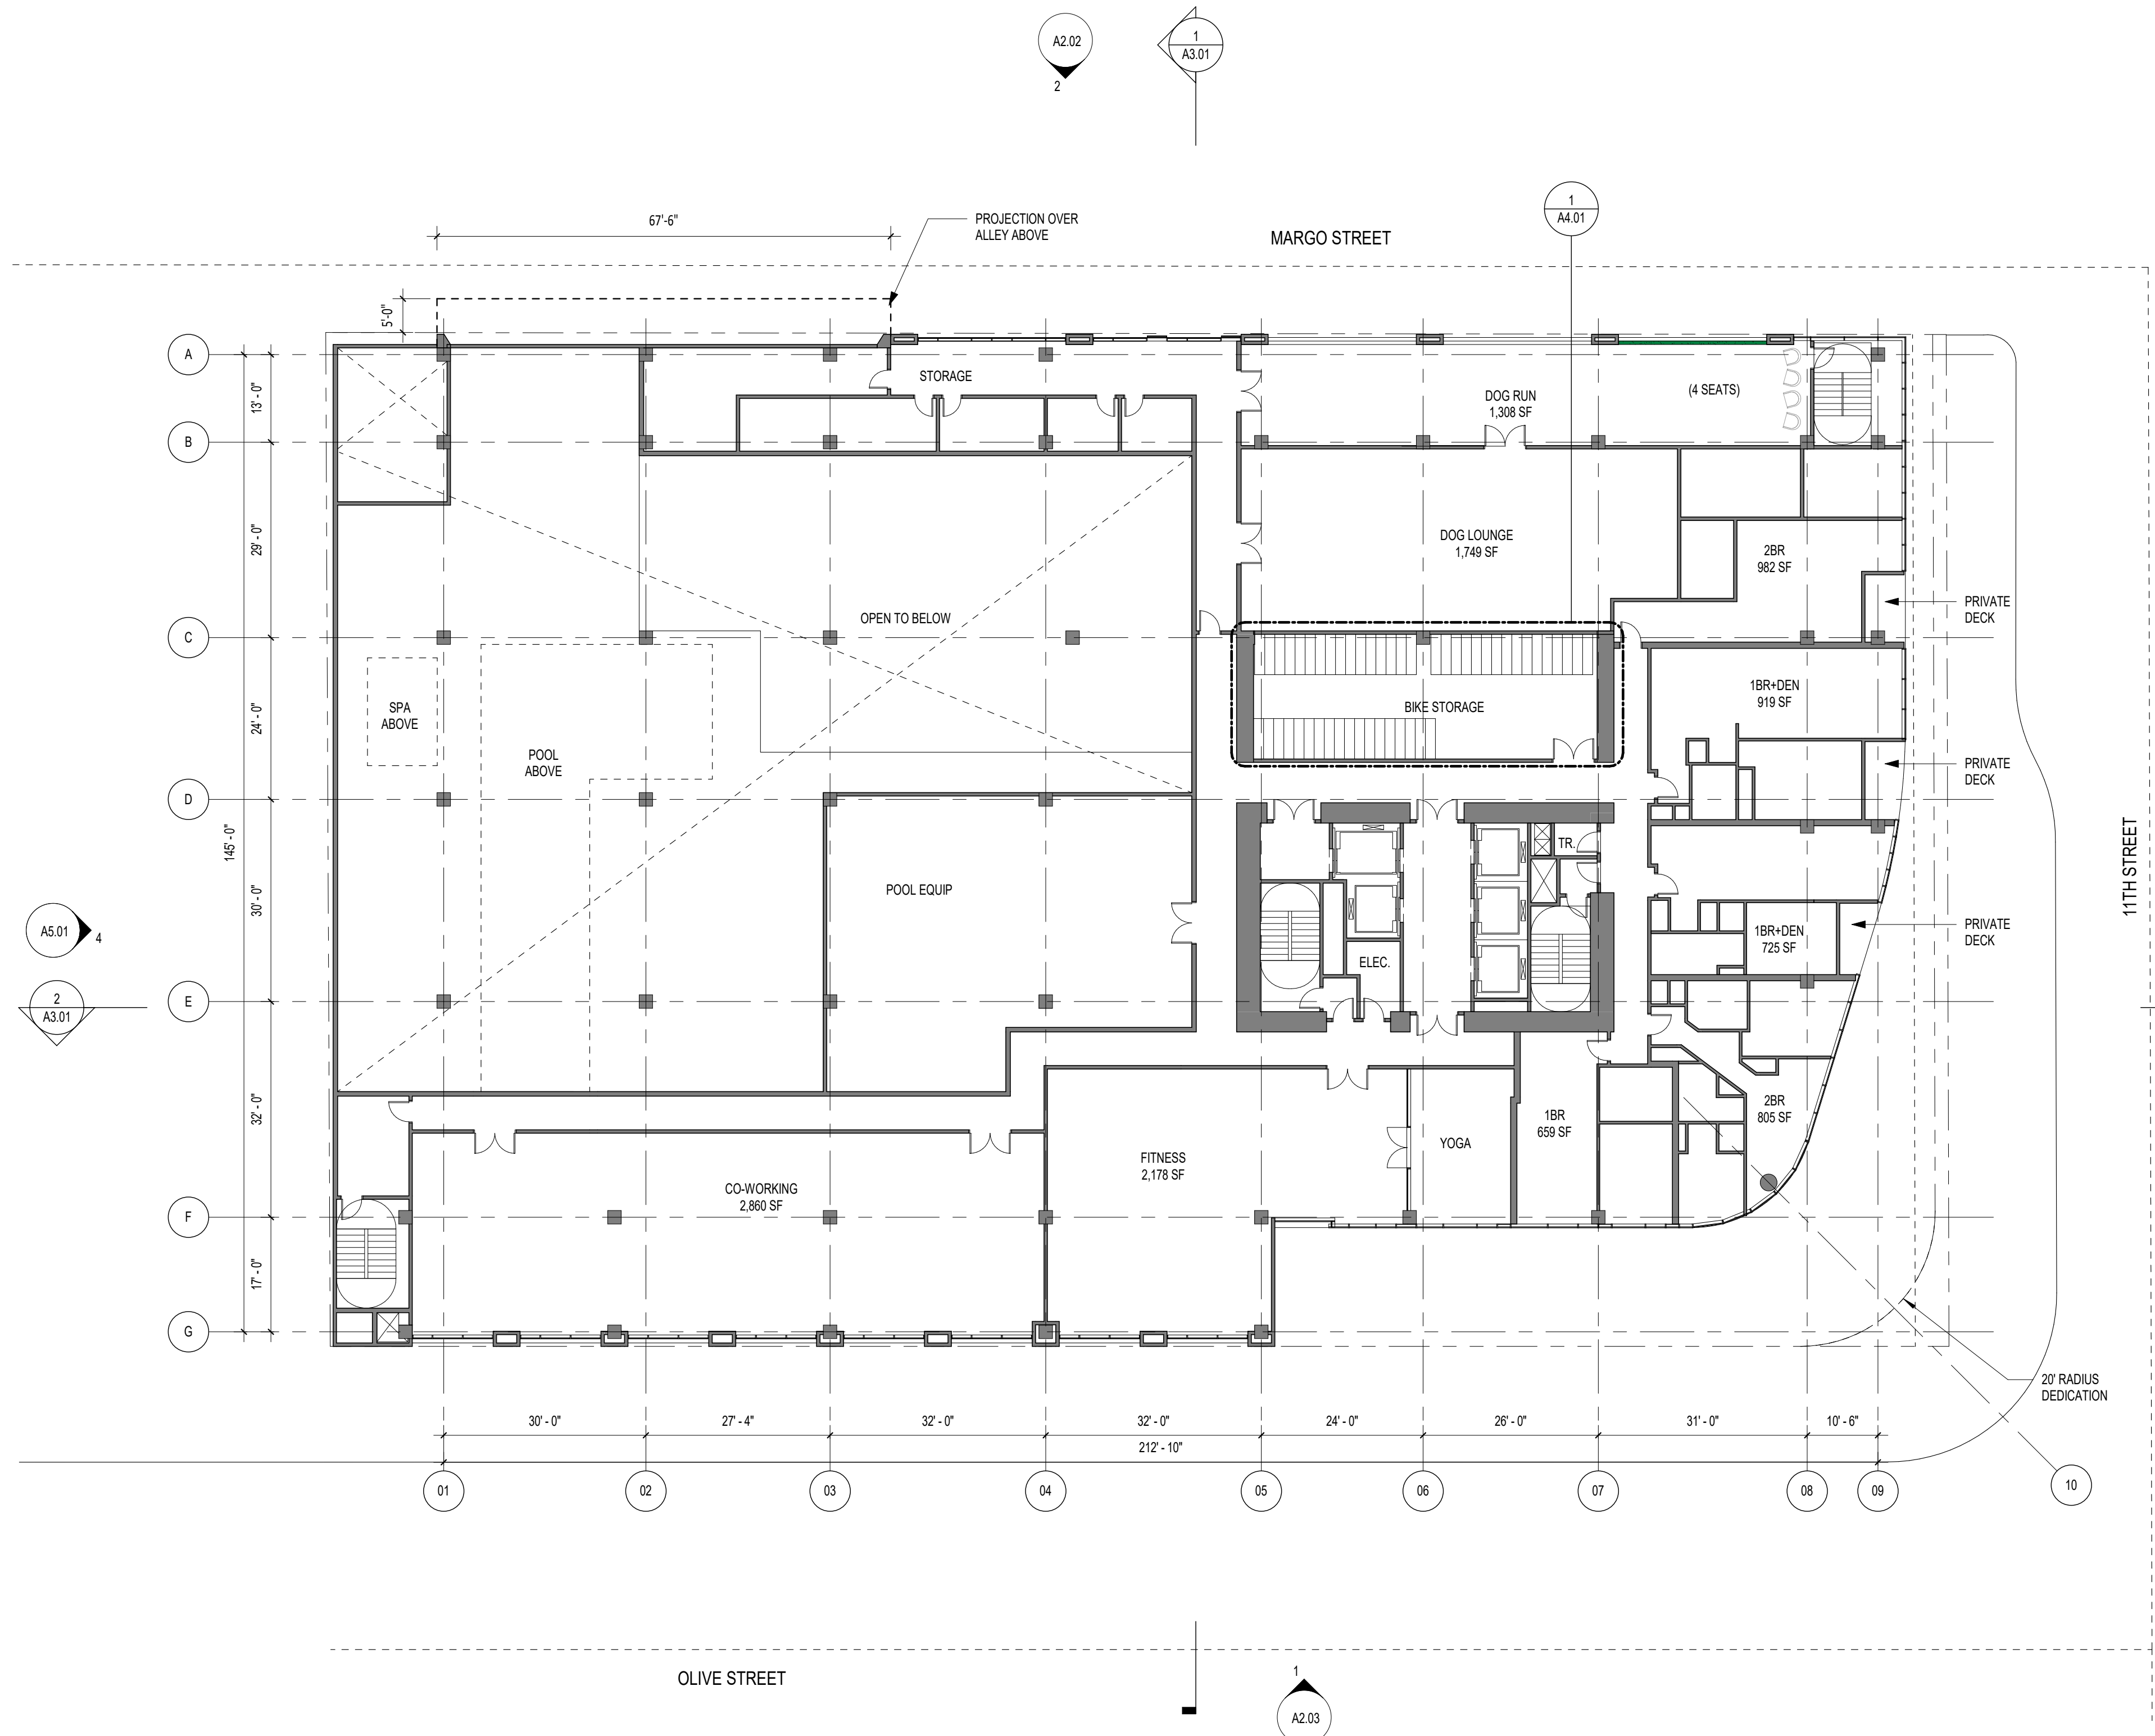 A2.02
2
1
A3.01
1
A4.01
67'-6"
PROJECTION OVER
ALLEY ABOVE
MARGO STREET
5'-0"
A
B
C
D
E
F
G
13' - 0"
29' - 0"
24' - 0"
30' - 0"
32' - 0"
17' - 0"
145' - 0"
STORAGE
DOG RUN
1,308 SF
(4 SEATS)
DOG LOUNGE
1,749 SF
2BR
982 SF
PRIVATE
DECK
OPEN TO BELOW
SPA
ABOVE
POOL
ABOVE
BIKE STORAGE
1BR+DEN
919 SF
PRIVATE
DECK
TR.
POOL EQUIP
ELEC.
1BR+DEN
725 SF
PRIVATE
DECK
11TH STREET
A5.01
4
2
A3.01
2BR
805 SF
1BR
659 SF
YOGA
FITNESS
2,178 SF
CO-WORKING
2,860 SF
20' RADIUS
DEDICATION
30' - 0"
27' - 4"
32' - 0"
32' - 0"
24' - 0"
26' - 0"
31' - 0"
10' - 6"
212' - 10"
01
02
03
04
05
06
07
08
09
10
OLIVE STREET
1
A2.03